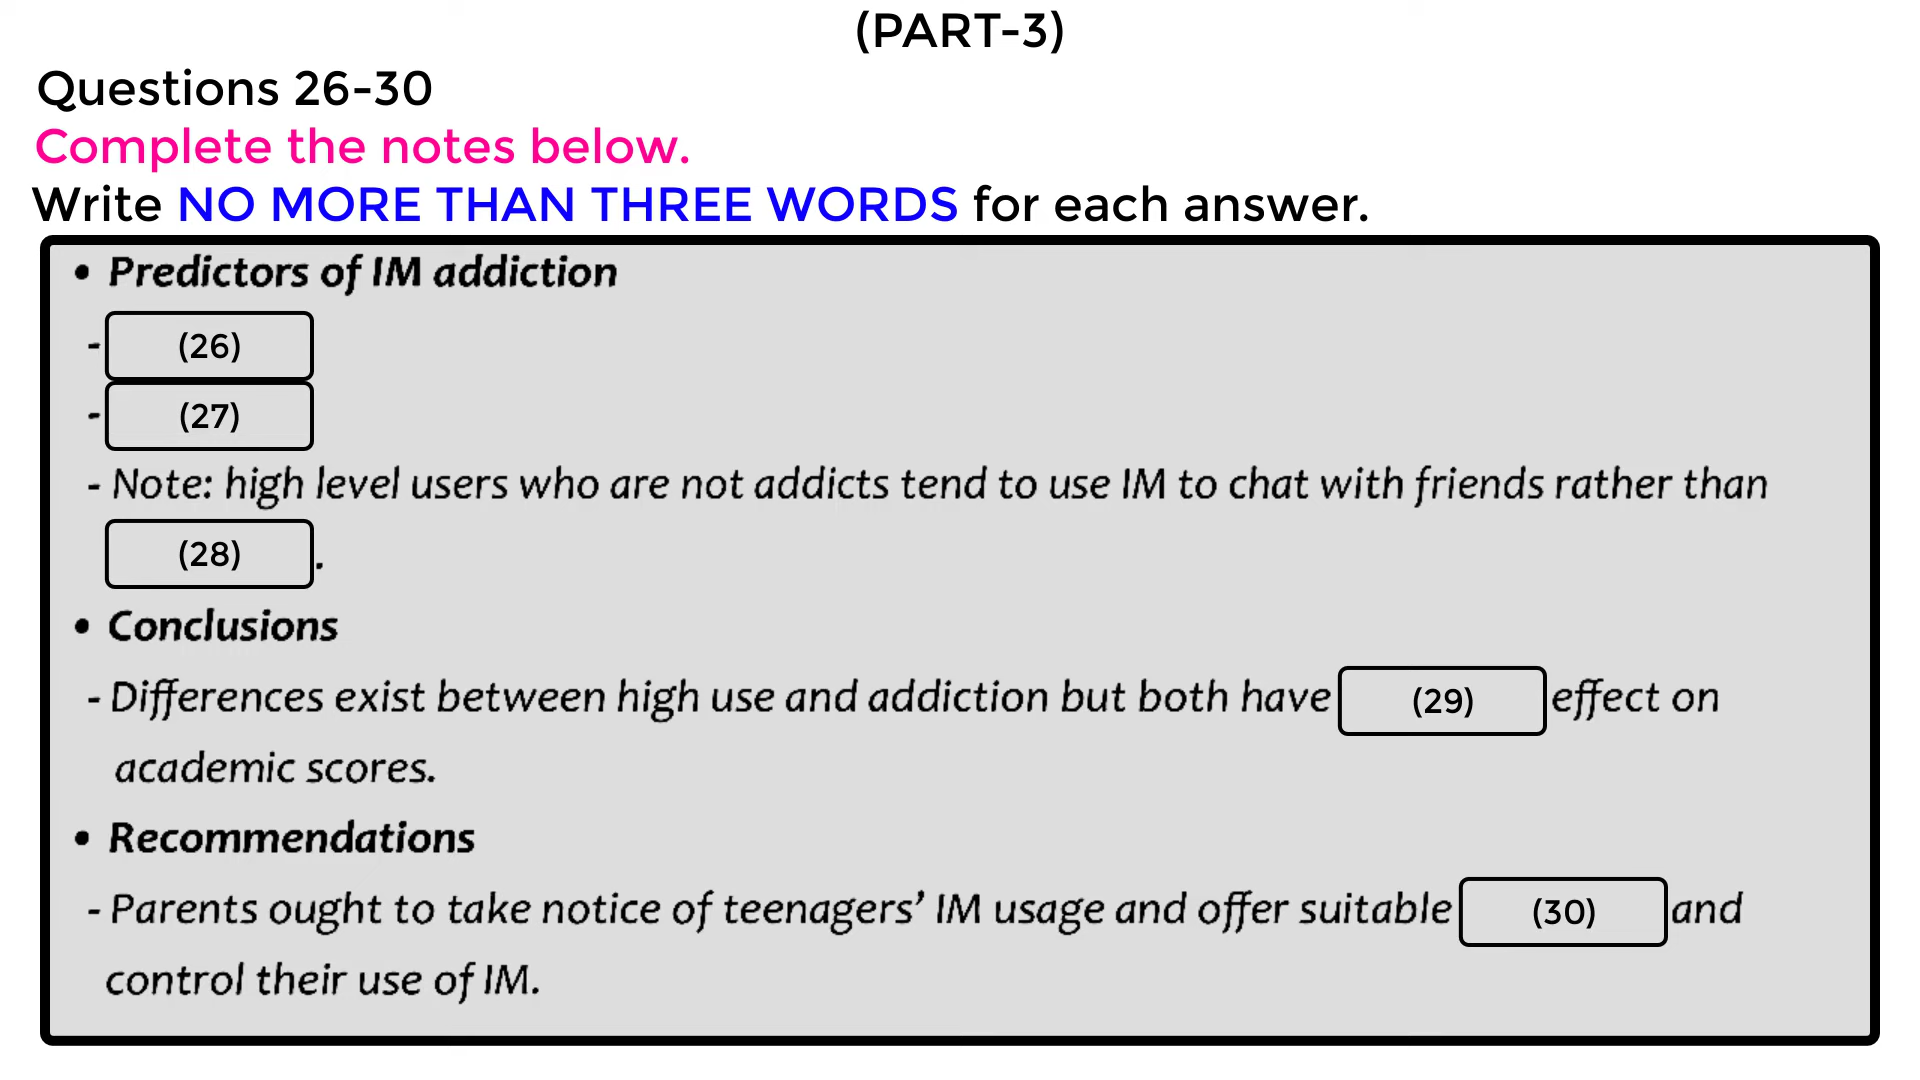 (PART-3)
Questions 26-30
Complete the notes below.
Write NO MORE THAN THREE WORDS for each answer.
• Predictors of IM addiction
- (26)
- (27)
- Note: high level users who are not addicts tend to use IM to chat with friends rather than
(28).
• Conclusions
- Differences exist between high use and addiction but both have (29) effect on
academic scores.
• Recommendations
- Parents ought to take notice of teenagers’ IM usage and offer suitable (30) and
control their use of IM.